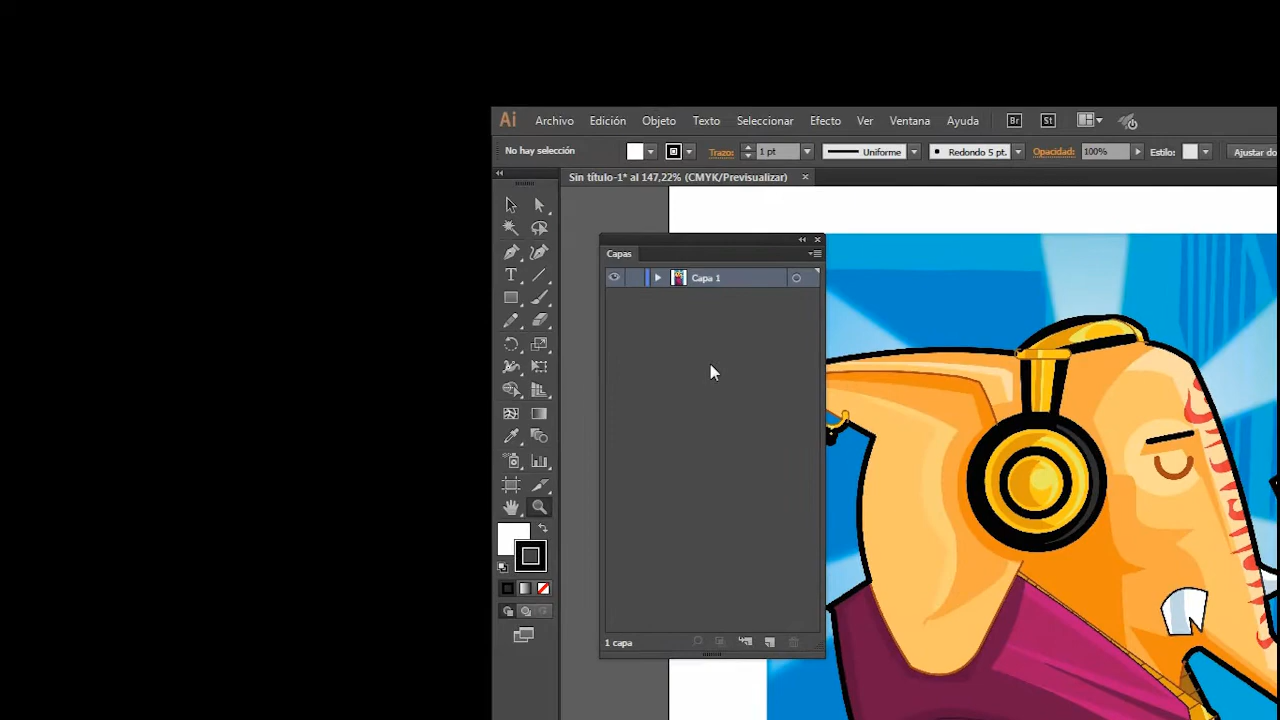 Ai Archivo Edición Objeto Texto Seleccionar Efecto Ver Ventana Ayuda Br St
No hay selección Trazo: 1 pt Uniforme Redondo 5 pt. Opacidad: 100% Estilo: Ajustar do
Sin título-1* al 147,22% (CMYK/Previsualizar)
Capas
Capa 1
T
1 capa